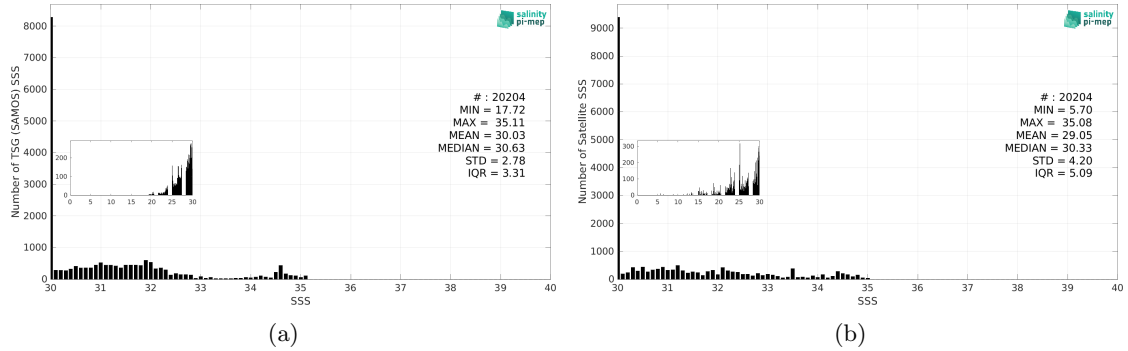 8000
7000
6000
5000
4000
3000
2000
1000
0
Number of TSG (SAMOS) SSS
salinity
pi-mep
# : 20204
MIN = 17.72
MAX = 35.11
MEAN = 30.03
MEDIAN = 30.63
STD = 2.78
IQR = 3.31
200
100
0
0 5 10 15 20 25 30
30 31 32 33 34 35 36 37 38 39 40
SSS
(a)
9000
8000
7000
6000
5000
4000
3000
2000
1000
0
Number of Satellite SSS
salinity
pi-mep
# : 20204
MIN = 5.70
MAX = 35.08
MEAN = 29.05
MEDIAN = 30.33
STD = 4.20
IQR = 5.09
300
200
100
0
0 5 10 15 20 25 30
30 31 32 33 34 35 36 37 38 39 40
SSS
(b)